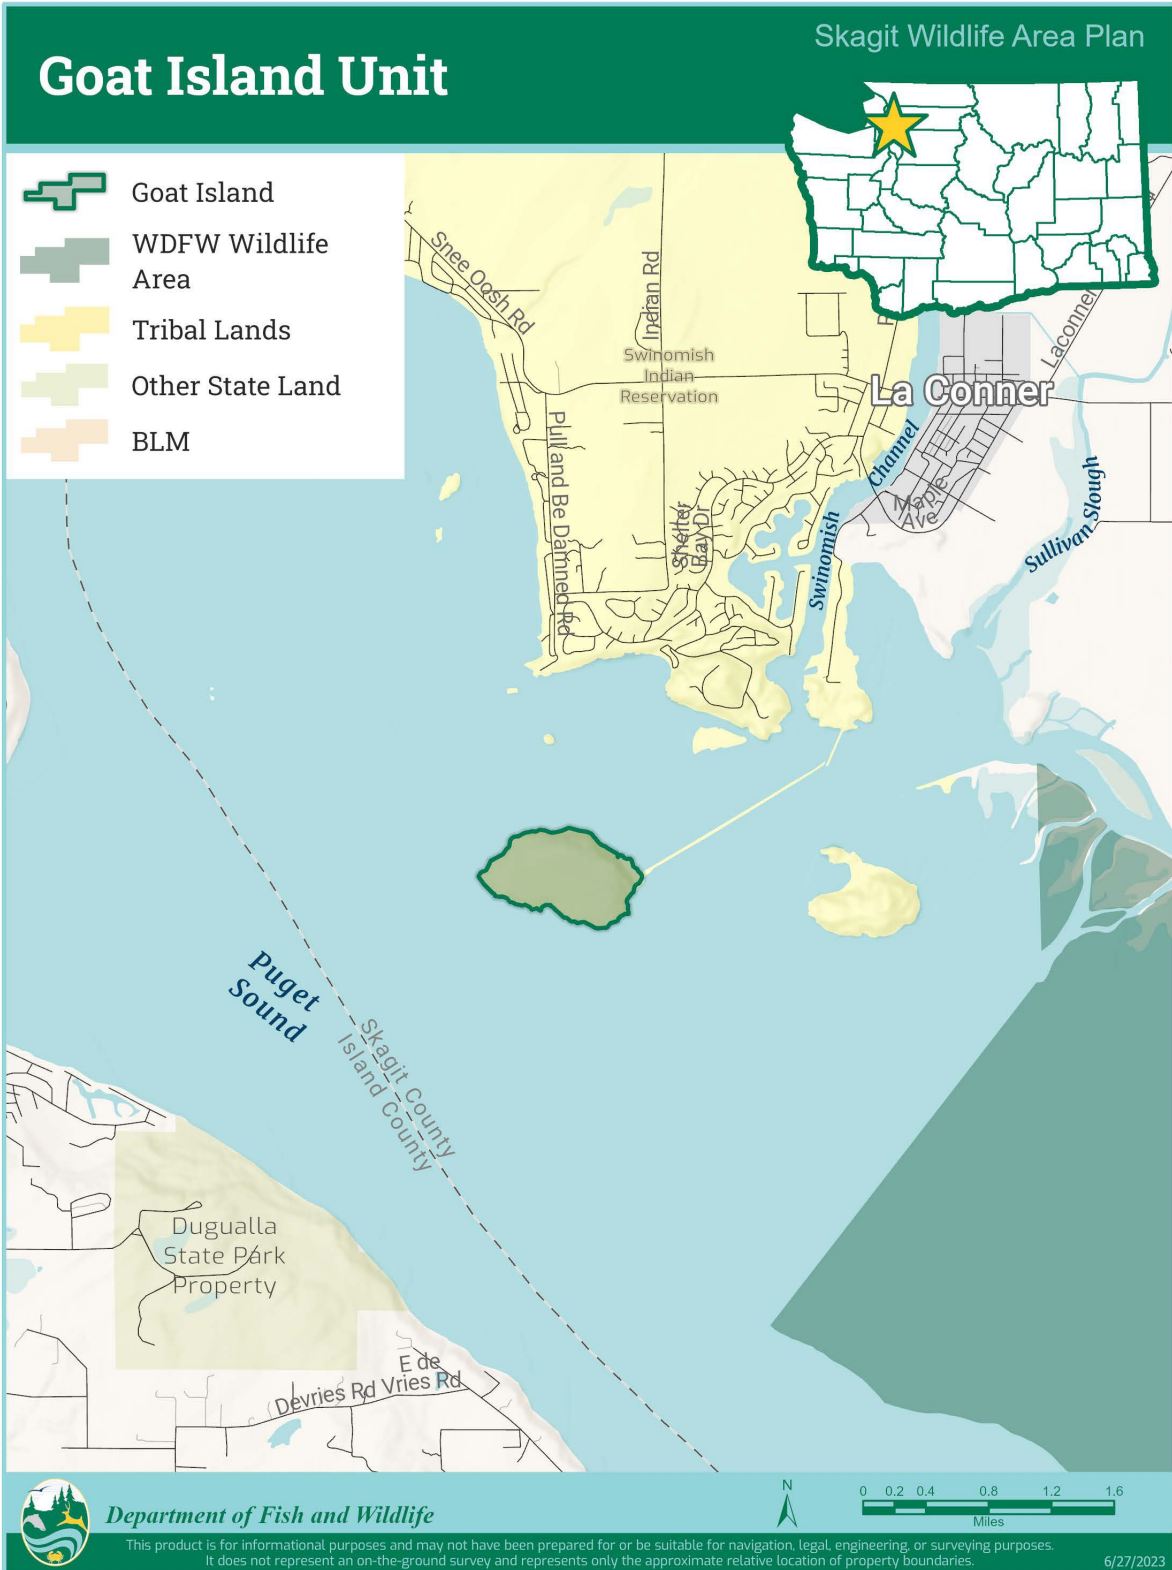 Skagit Wildlife Area Plan
Goat Island Unit
Goat Island
WDFW Wildlife
Area
Tribal Lands
Other State Land
BLM
Snee Oosh Rd
Indian Rd
Swinomish
Indian
Reservation
Laconner
La Conner
Pull and Be Damned Rd
Channel
Maple
Ave
Shelter
Bay Dr
Swinomish
Sullivan Slough
Puget
Sound
Skagit County
Island County
Dugualla
State Park
Property
E de
Devries Rd Vries Rd
N
0 0.2 0.4 0.8 1.2 1.6
Miles
Department of Fish and Wildlife
This product is for informational purposes and may not have been prepared for or be suitable for navigation, legal, engineering, or surveying purposes.
It does not represent an on-the-ground survey and represents only the approximate relative location of property boundaries.
6/27/2023